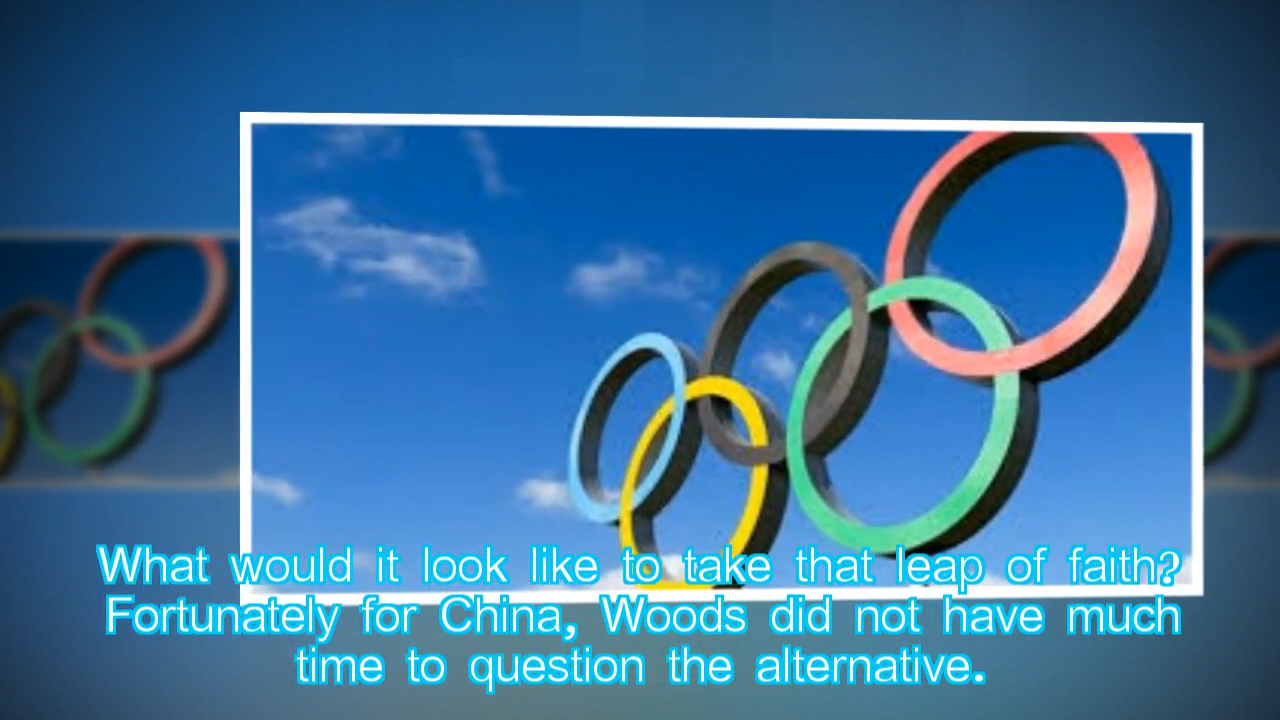 What would it look like to take that leap of faith?
Fortunately for China, Woods did not have much
time to question the alternative.